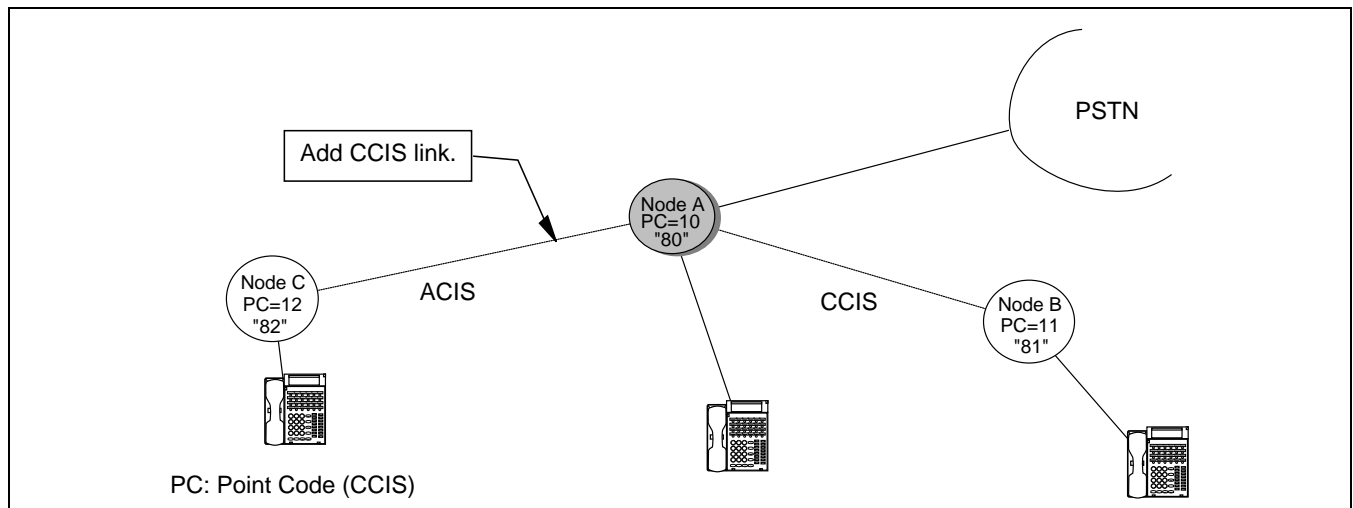 PSTN
Add CCIS link.
Node A
PC=10
"80"
Node C
PC=12
"82"
ACIS
CCIS
Node B
PC=11
"81"
PC: Point Code (CCIS)